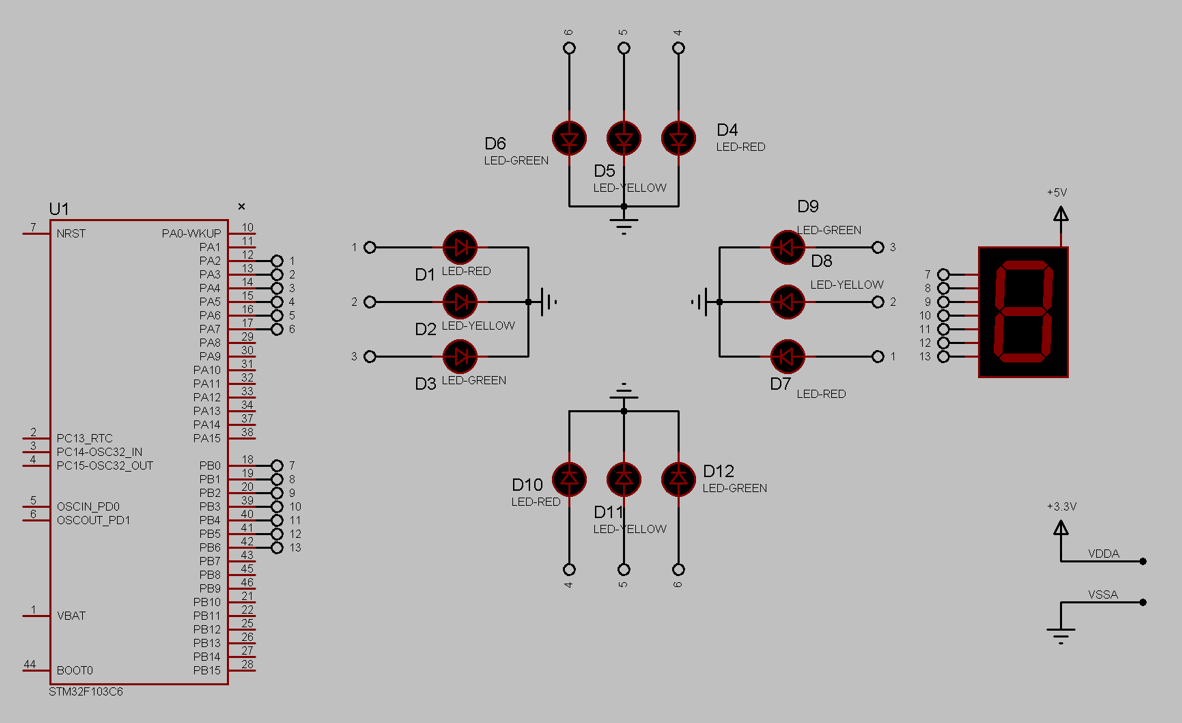 6 5 4
D6
LED-GREEN
D5
LED-YELLOW
D4
LED-RED
U1
STM32F103C6
7 NRST
2 PC13_RTC
3 PC14-OSC32_IN
4 PC15-OSC32_OUT
5 OSCIN_PD0
6 OSCOUT_PD1
1 VBAT
44 BOOT0
PA0-WKUP 10
PA1 11
PA2 12 1
PA3 13 2
PA4 14 3
PA5 15 4
PA6 16 5
PA7 17 6
PA8 29
PA9 30
PA10 31
PA11 32
PA12 33
PA13 34
PA14 37
PA15 38
PB0 18 7
PB1 19 8
PB2 20 9
PB3 39 10
PB4 40 11
PB5 41 12
PB6 42 13
PB7 43
PB8 45
PB9 46
PB10 21
PB11 22
PB12 25
PB13 26
PB14 27
PB15 28
1
D1
LED-RED
2
D2
LED-YELLOW
3
D3
LED-GREEN
D9
LED-GREEN
3
D8
LED-YELLOW
2
1
D7
LED-RED
D10
LED-RED
D11
LED-YELLOW
D12
LED-GREEN
4 5 6
+5V
7
8
9
10
11
12
13
+3.3V
VDDA
VSSA